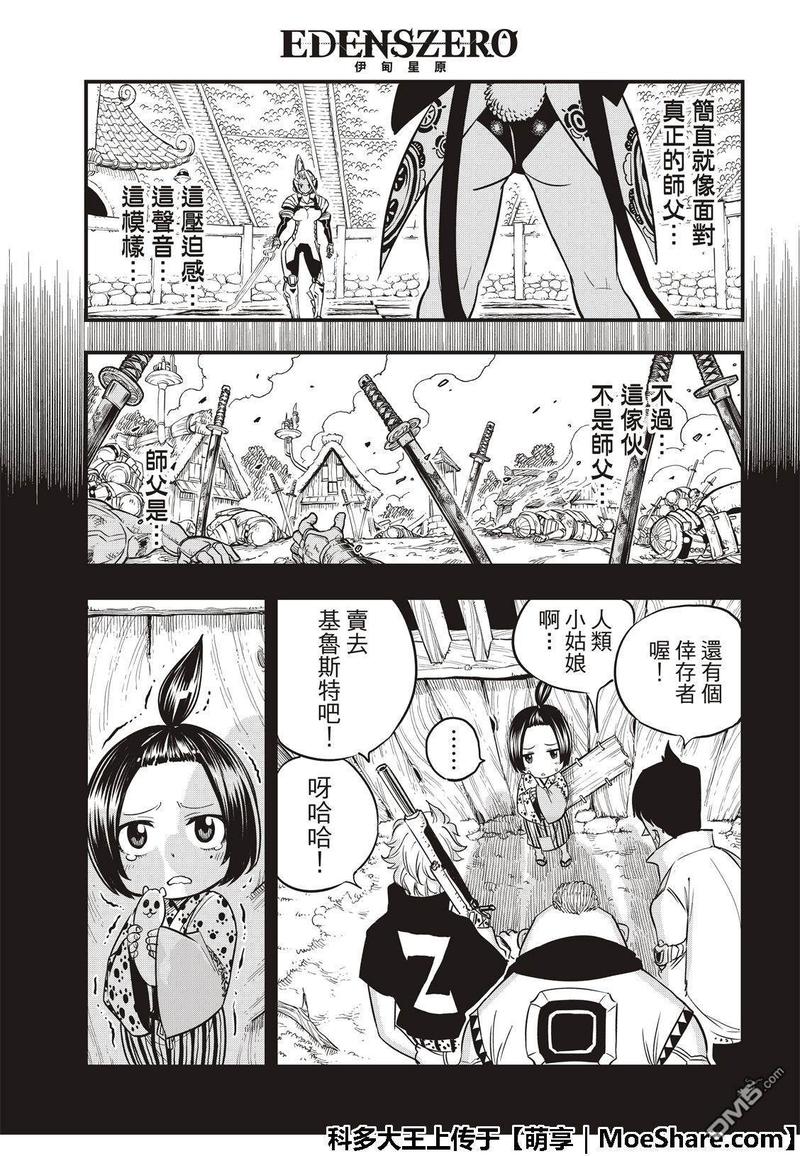 EDENSZERO
伊甸星原
簡直就像面對
真正的師父…
這壓迫感…
這聲音…
這模樣…
不過…
這傢伙
不是師父…
師父是…
還有個
倖存者
喔！
人類
小姑娘
啊…
……
賣去
基魯斯特吧！
呀哈哈！
Z
DM5.com
科多大王上传于【萌享|MoeShare.com】